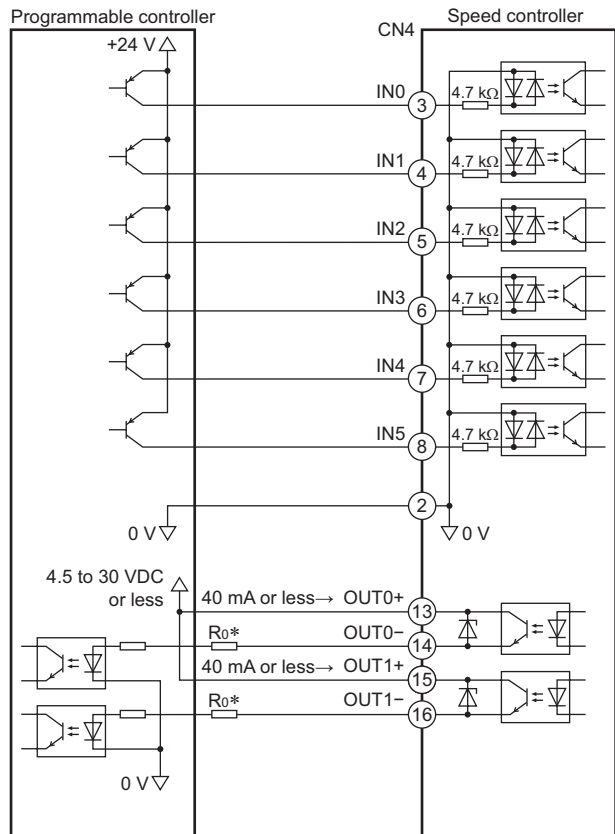 Programmable controller
Speed controller
CN4
+24 V
IN0
3
4.7 kΩ
IN1
4
4.7 kΩ
IN2
5
4.7 kΩ
IN3
6
4.7 kΩ
IN4
7
4.7 kΩ
IN5
8
4.7 kΩ
2
0 V
0 V
4.5 to 30 VDC
or less
40 mA or less→ OUT0+
13
R0*
OUT0−
14
40 mA or less→ OUT1+
15
R0*
OUT1−
16
0 V